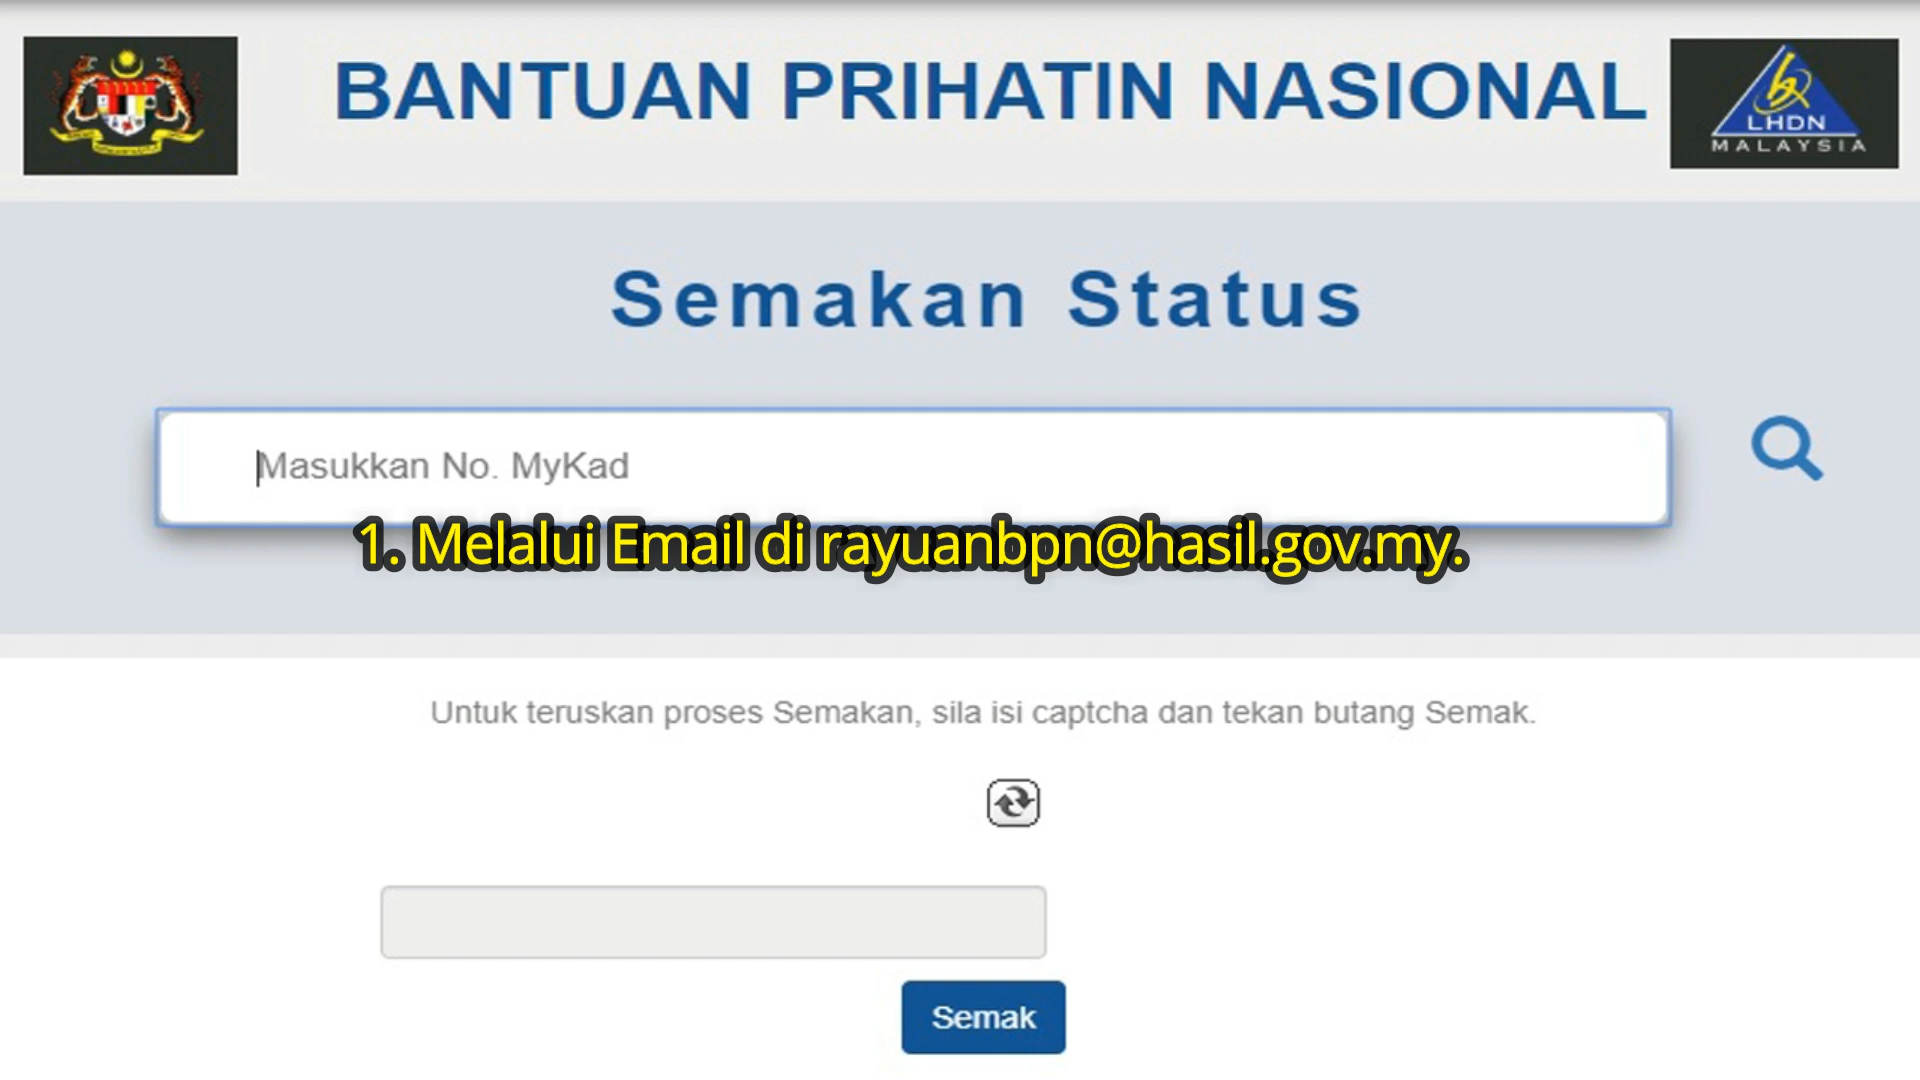 BANTUAN PRIHATIN NASIONAL
LHDN
MALAYSIA
Semakan Status
Masukkan No. MyKad
1. Melalui Email di rayuanbpn@hasil.gov.my.
Untuk teruskan proses Semakan, sila isi captcha dan tekan butang Semak.
Semak